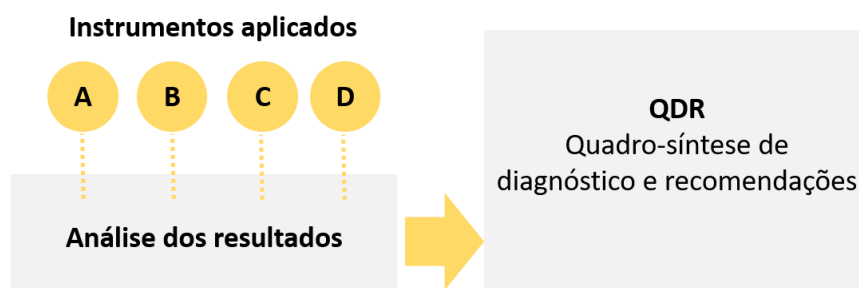 Instrumentos aplicados
A B C D
Análise dos resultados
QDR
Quadro-síntese de
diagnóstico e recomendações